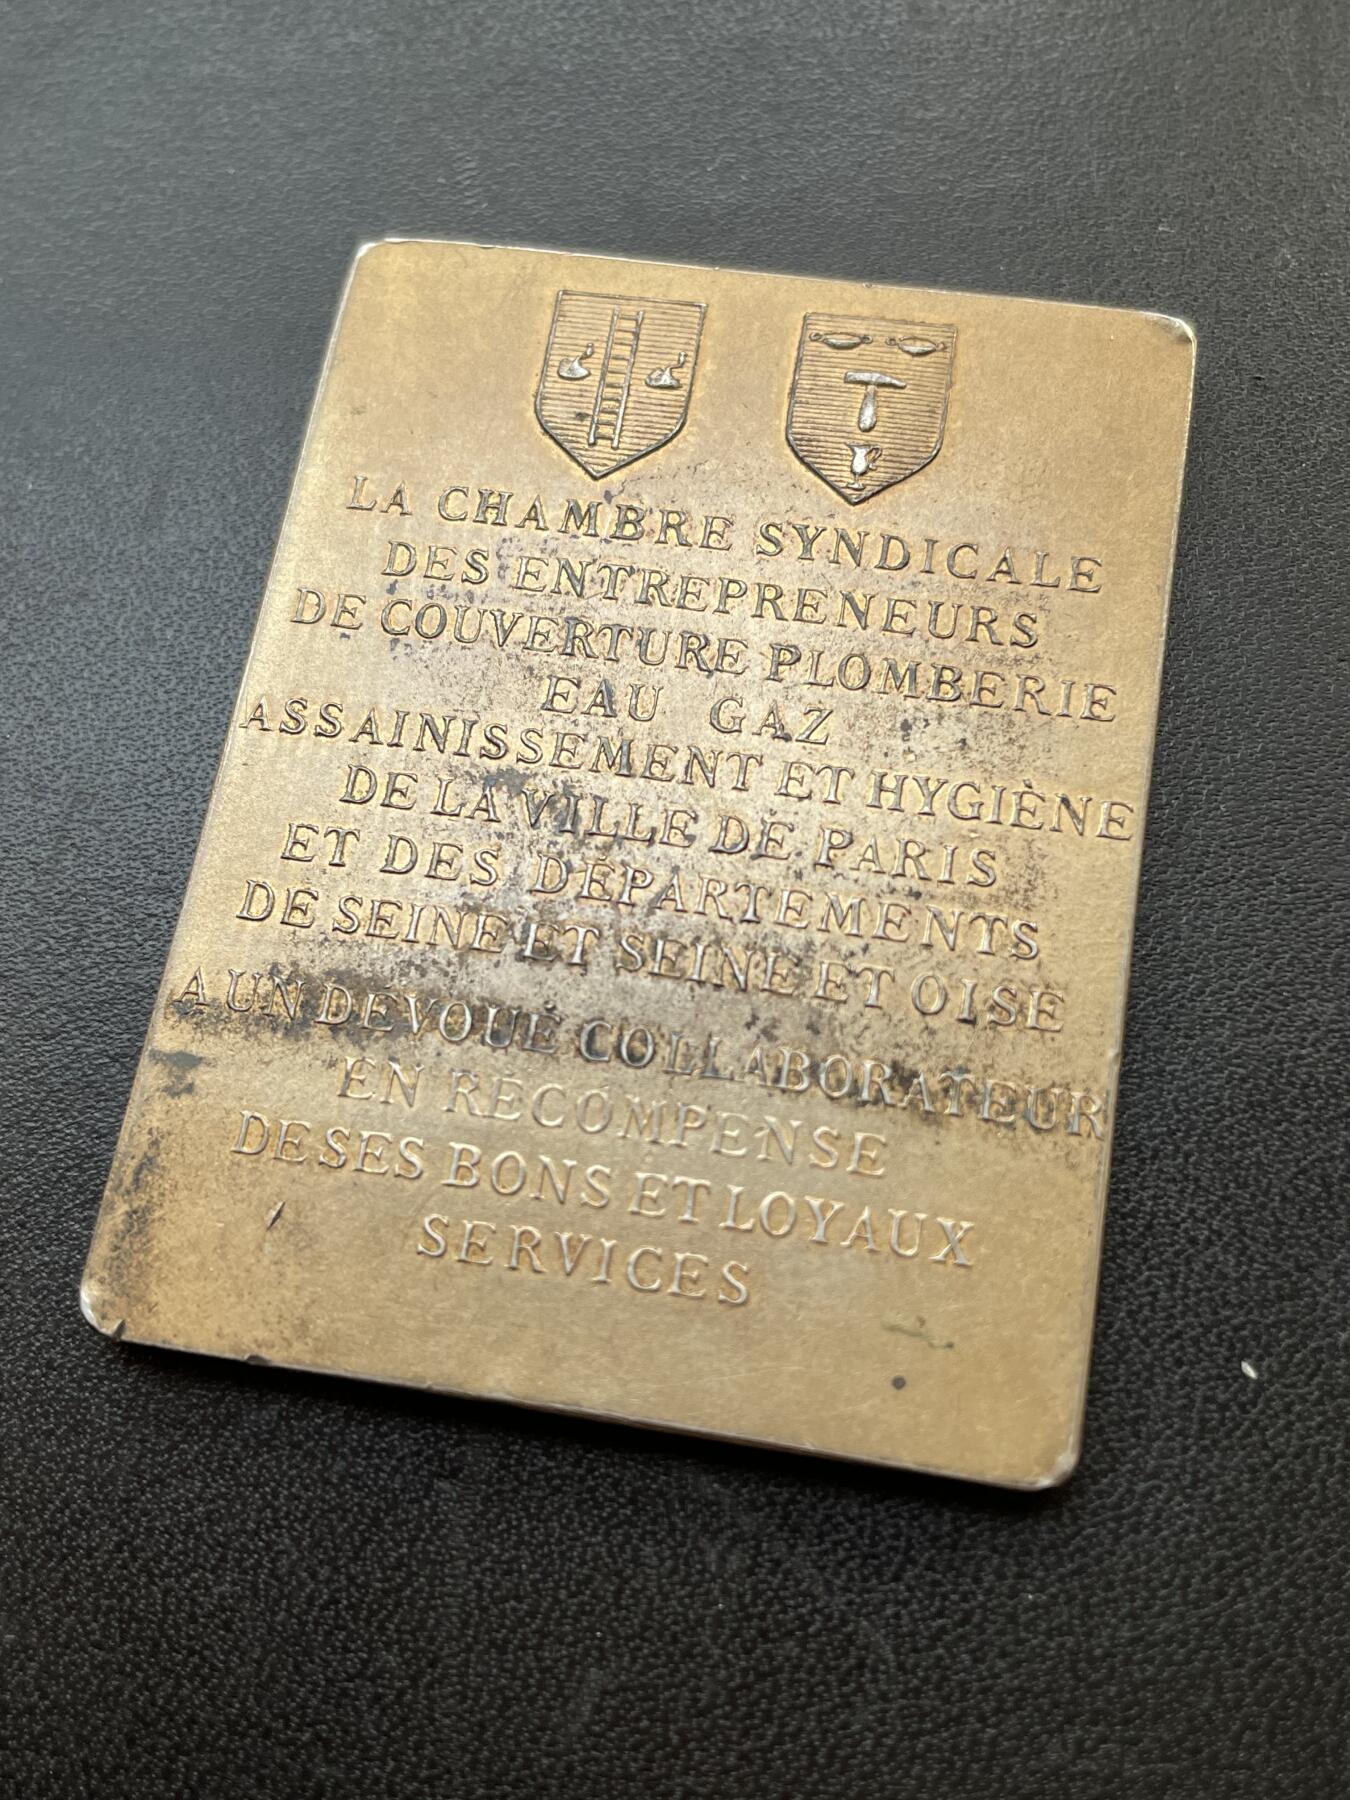 LA CHAMBRE SYNDICALE
DES ENTREPRENEURS
DE COUVERTURE PLOMBERIE
EAU GAZ
ASSAINISSEMENT ET HYGIÈNE
DE LA VILLE DE PARIS
ET DES DÉPARTEMENTS
DE SEINE ET SEINE ET OISE
A UN DÉVOUÉ COLLABORATEUR
EN RÉCOMPENSE
DE SES BONS ET LOYAUX
SERVICES